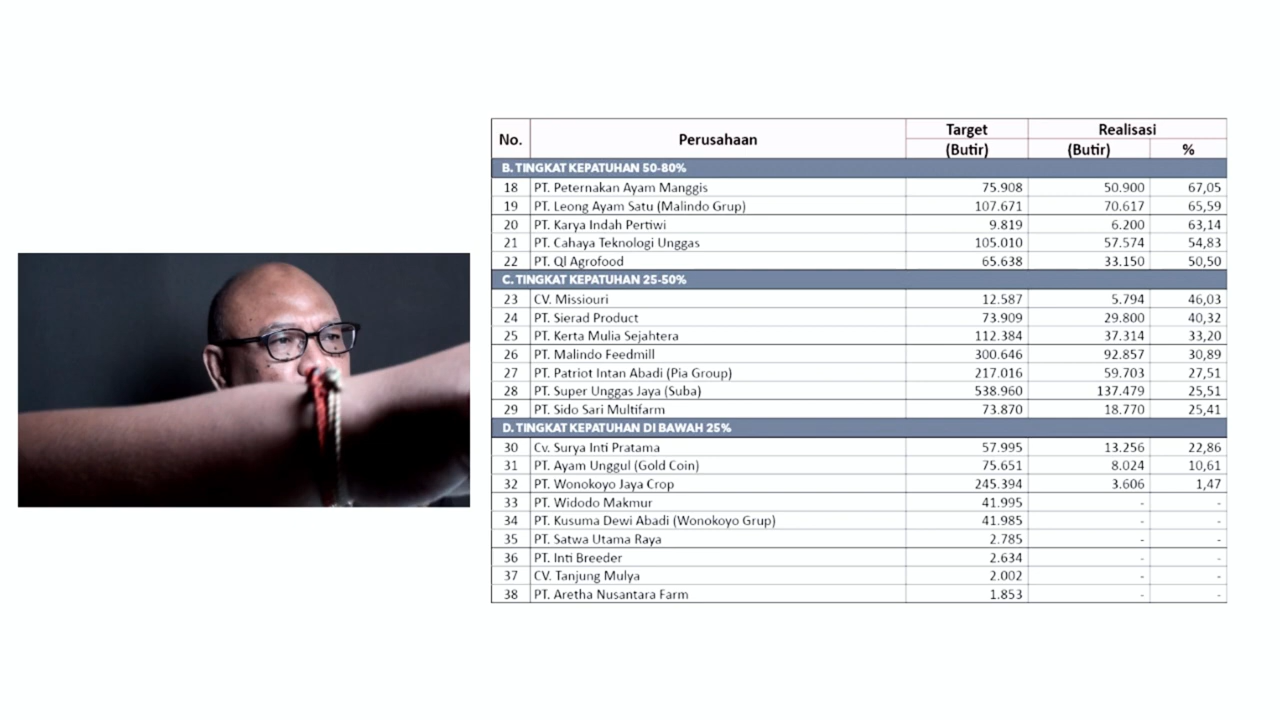 No. Perusahaan Target Realisasi
(Butir) (Butir) %
B. TINGKAT KEPATUHAN 50-80%
18 PT. Peternakan Ayam Manggis 75.908 50.900 67,05
19 PT. Leong Ayam Satu (Malindo Grup) 107.671 70.617 65,59
20 PT. Karya Indah Pertiwi 9.819 6.200 63,14
21 PT. Cahaya Teknologi Unggas 105.010 57.574 54,83
22 PT. QI Agrofood 65.638 33.150 50,50
C. TINGKAT KEPATUHAN 25-50%
23 CV. Missiouri 12.587 5.794 46,03
24 PT. Sierad Product 73.909 29.800 40,32
25 PT. Kerta Mulia Sejahtera 112.384 37.314 33,20
26 PT. Malindo Feedmill 300.646 92.857 30,89
27 PT. Patriot Intan Abadi (Pia Group) 217.016 59.703 27,51
28 PT. Super Unggas Jaya (Suba) 538.960 137.479 25,51
29 PT. Sido Sari Multifarm 73.870 18.770 25,41
D. TINGKAT KEPATUHAN DI BAWAH 25%
30 Cv. Surya Inti Pratama 57.995 13.256 22,86
31 PT. Ayam Unggul (Gold Coin) 75.651 8.024 10,61
32 PT. Wonokoyo Jaya Crop 245.394 3.606 1,47
33 PT. Widodo Makmur 41.995 - -
34 PT. Kusuma Dewi Abadi (Wonokoyo Grup) 41.985 - -
35 PT. Satwa Utama Raya 2.785 - -
36 PT. Inti Breeder 2.634 - -
37 CV. Tanjung Mulya 2.002 - -
38 PT. Aretha Nusantara Farm 1.853 - -